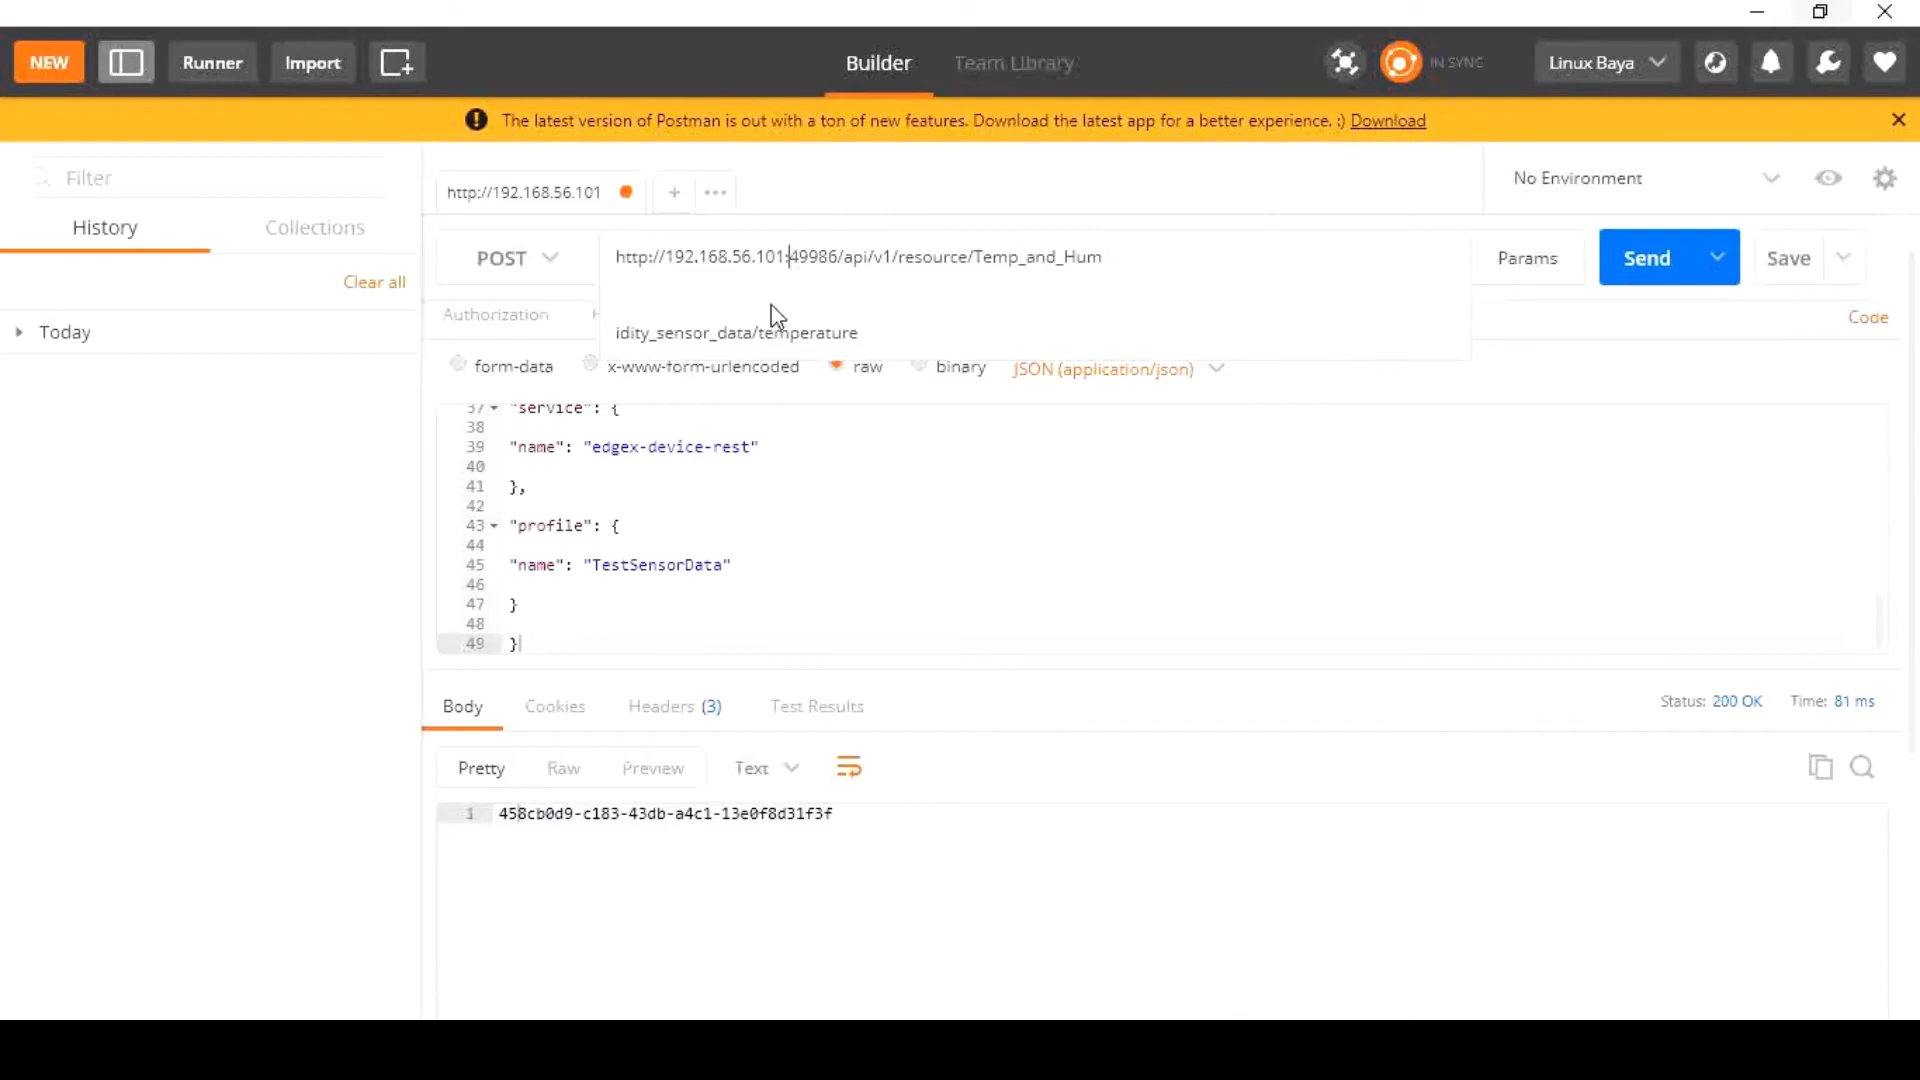 NEW
Runner
Import
Builder
Team Library
IN SYNC
Linux Baya
The latest version of Postman is out with a ton of new features. Download the latest app for a better experience. :) Download
Filter
History
Collections
Clear all
Today
http://192.168.56.101
No Environment
POST
http://192.168.56.101:49986/api/v1/resource/Temp_and_Hum
idity_sensor_data/temperature
Params
Send
Save
Authorization
Code
form-data
x-www-form-urlencoded
raw
binary
JSON (application/json)
37 "service": {
38
39 "name": "edgex-device-rest"
40
41 },
42
43 "profile": {
44
45 "name": "TestSensorData"
46
47 }
48
49 }
Body
Cookies
Headers (3)
Test Results
Status: 200 OK
Time: 81 ms
Pretty
Raw
Preview
Text
1 458cb0d9-c183-43db-a4c1-13e0f8d31f3f